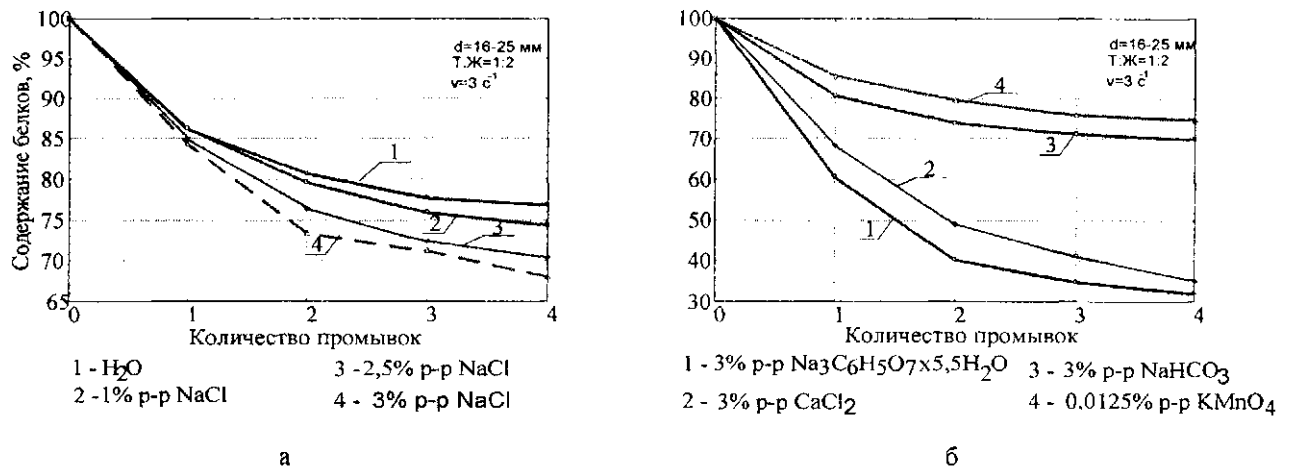 Содержание белков, %
100
95
90
85
80
75
70
65
d=16-25 мм
Т:Ж=1:2
v=3 c⁻¹
1
2
3
4
0 1 2 3 4
Количество промывок
1 - H2O
2 -1% р-р NaCl
3 -2,5% р-р NaCl
4 - 3% р-р NaCl
а
100
90
80
70
60
50
40
30
d=16-25 мм
Т:Ж=1:2
v=3 c⁻¹
4
3
2
1
0 1 2 3 4
Количество промывок
1 - 3% р-р Na3C6H5O7x5,5H2O
2 - 3% р-р CaCl2
3 - 3% р-р NaHCO3
4 - 0,0125% р-р KMnO4
б